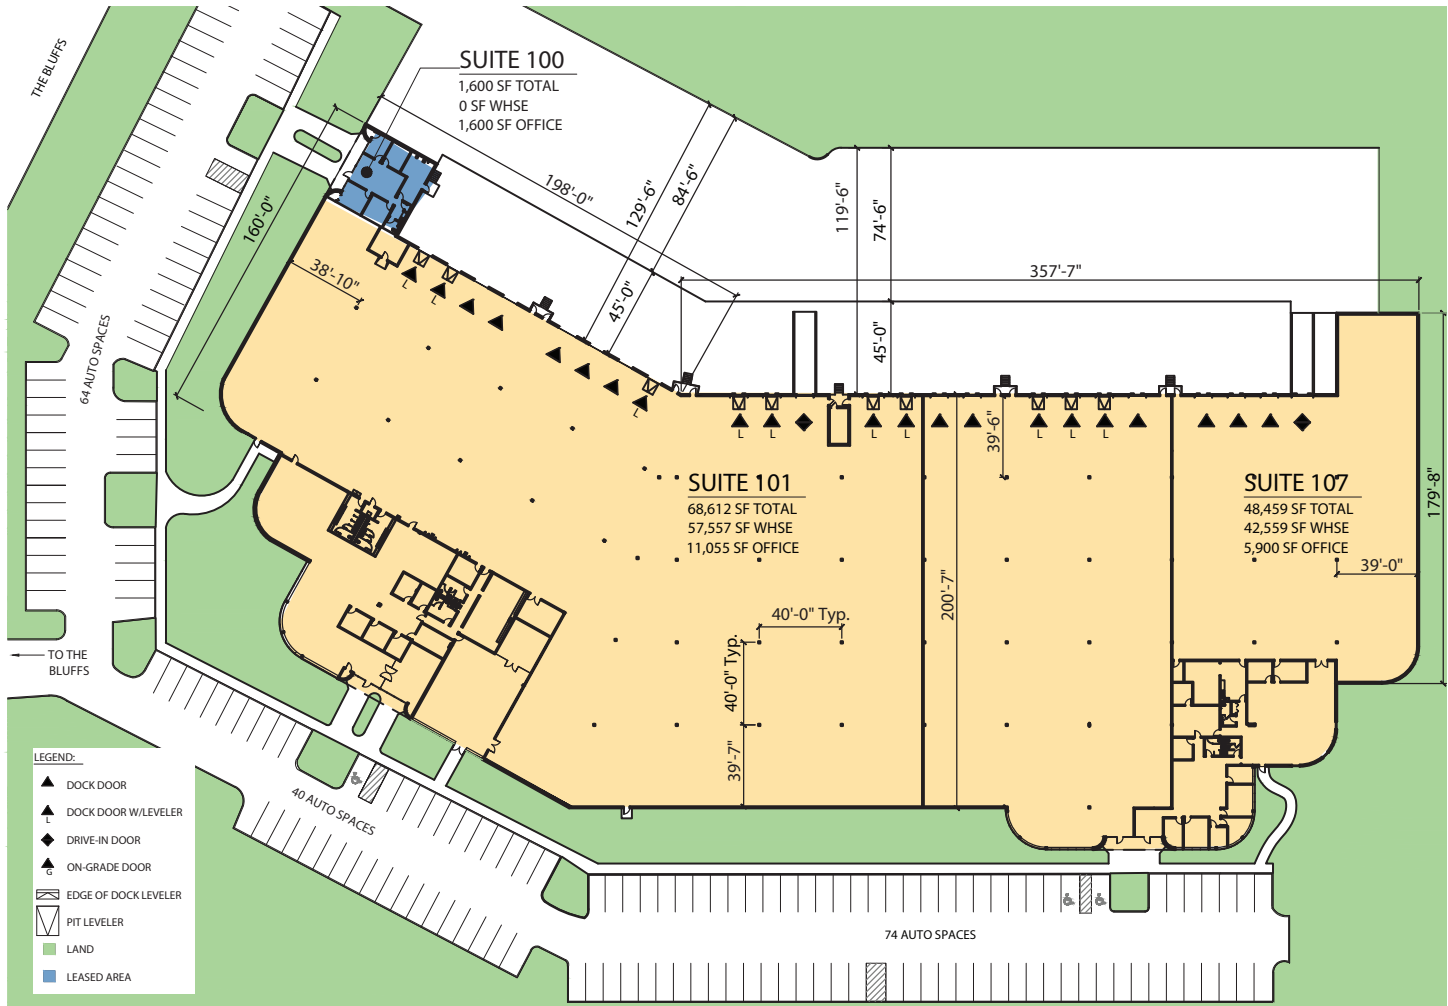 THE BLUFFS
SUITE 100
1,600 SF TOTAL
0 SF WHSE
1,600 SF OFFICE
160'-0"
198'-0"
129'-6"
84'-6"
119'-6"
74'-6"
357'-7"
38'-10"
45'-0"
45'-0"
64 AUTO SPACES
L
L
L
L
L
L
L
L
L
L
39'-6"
SUITE 101
68,612 SF TOTAL
57,557 SF WHSE
11,055 SF OFFICE
SUITE 107
48,459 SF TOTAL
42,559 SF WHSE
5,900 SF OFFICE
179'-8"
39'-0"
200'-7"
40'-0" Typ.
40'-0" Typ.
39'-7"
TO THE
BLUFFS
LEGEND:
DOCK DOOR
DOCK DOOR W/LEVELER
L
DRIVE-IN DOOR
ON-GRADE DOOR
G
EDGE OF DOCK LEVELER
PIT LEVELER
LAND
LEASED AREA
40 AUTO SPACES
74 AUTO SPACES